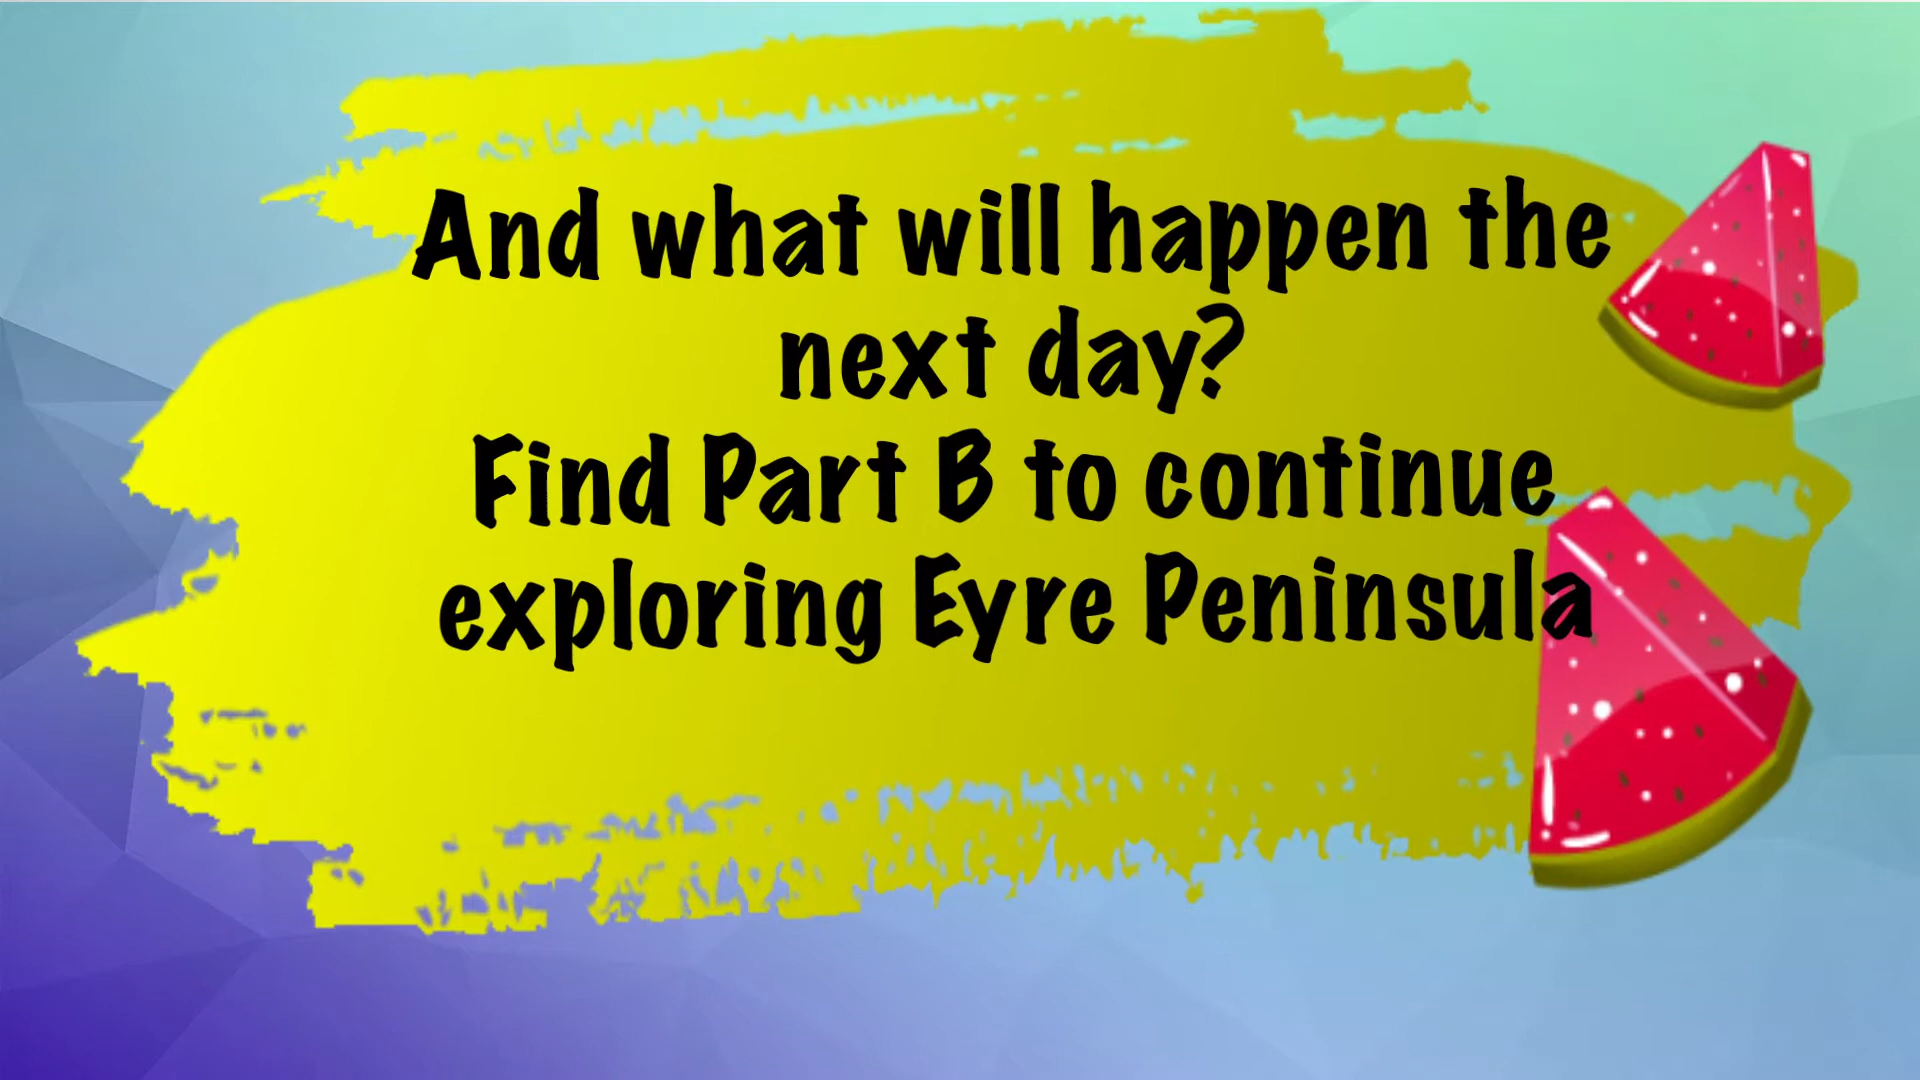 And what will happen the
next day?
Find Part B to continue
exploring Eyre Peninsula